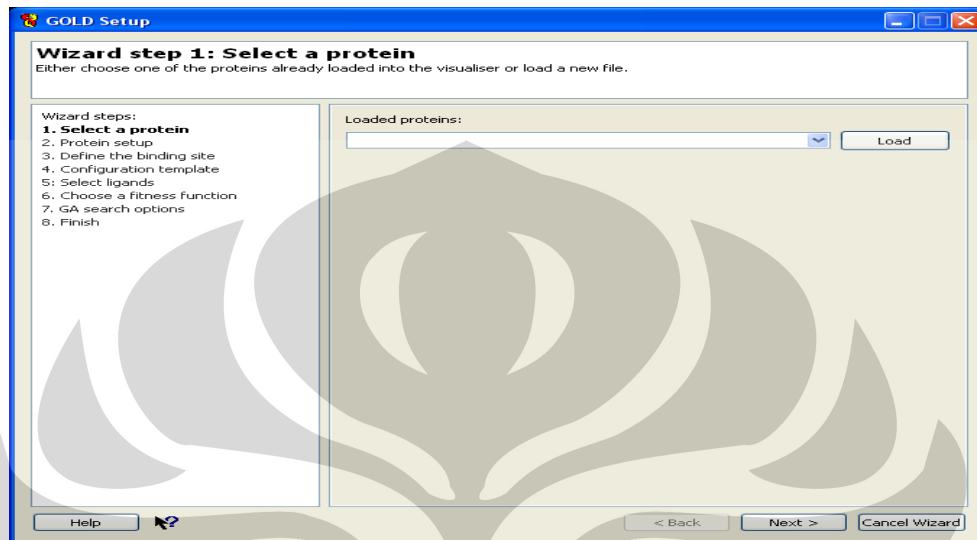 GOLD Setup
Wizard step 1: Select a protein
Either choose one of the proteins already loaded into the visualiser or load a new file.
Wizard steps:
1. Select a protein
2. Protein setup
3. Define the binding site
4. Configuration template
5: Select ligands
6. Choose a fitness function
7. GA search options
8. Finish
Loaded proteins:
Load
Help
< Back
Next >
Cancel Wizard